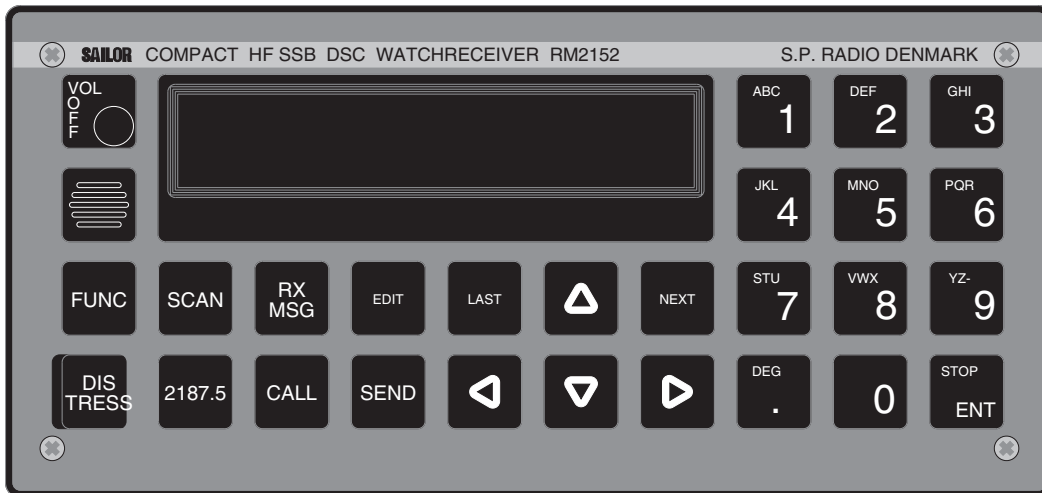 SAILOR COMPACT HF SSB DSC WATCHRECEIVER RM2152 S.P. RADIO DENMARK
VOL
OFF
ABC
1
DEF
2
GHI
3
JKL
4
MNO
5
PQR
6
FUNC
SCAN
RX
MSG
EDIT
LAST
NEXT
STU
7
VWX
8
YZ-
9
DIS
TRESS
2187.5
CALL
SEND
DEG
.
0
STOP
ENT